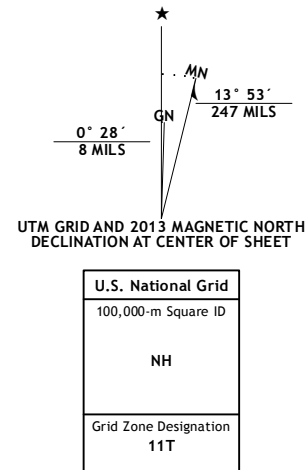 ★
MN
GN
13° 53´
247 MILS
0° 28´
8 MILS
UTM GRID AND 2013 MAGNETIC NORTH
DECLINATION AT CENTER OF SHEET
U.S. National Grid
100,000-m Square ID
NH
Grid Zone Designation
11T